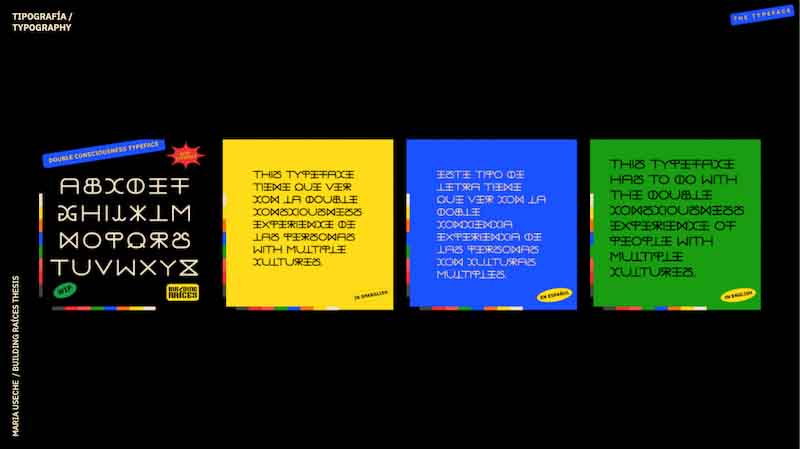 TIPOGRAFÍA /
TYPOGRAPHY
THE TYPEFACE
DOUBLE CONSCIOUSNESS TYPEFACE
ABCDEF
GHIJKLM
NOPQRS
TUVWXYZ
WIP
BUILDING
RAÍCES
THIS TYPEFACE
TIENE QUE VER
CON LA DOUBLE
CONSCIOUSNESS
EXPERIENCE DE
LAS PERSONAS
WITH MULTIPLE
CULTURES.
IN SPANGLISH
ESTE TIPO DE
LETRA TIENE
QUE VER CON LA
DOBLE
CONCIENCIA
EXPERIENCIA DE
LAS PERSONAS
CON CULTURAS
MULTIPLES.
EN ESPAÑOL
THIS TYPEFACE
HAS TO DO WITH
THE DOUBLE
CONSCIOUSNESS
EXPERIENCE OF
PEOPLE WITH
MULTIPLE
CULTURES.
IN ENGLISH
MARIA USECHE / BUILDING RAÍCES THESIS